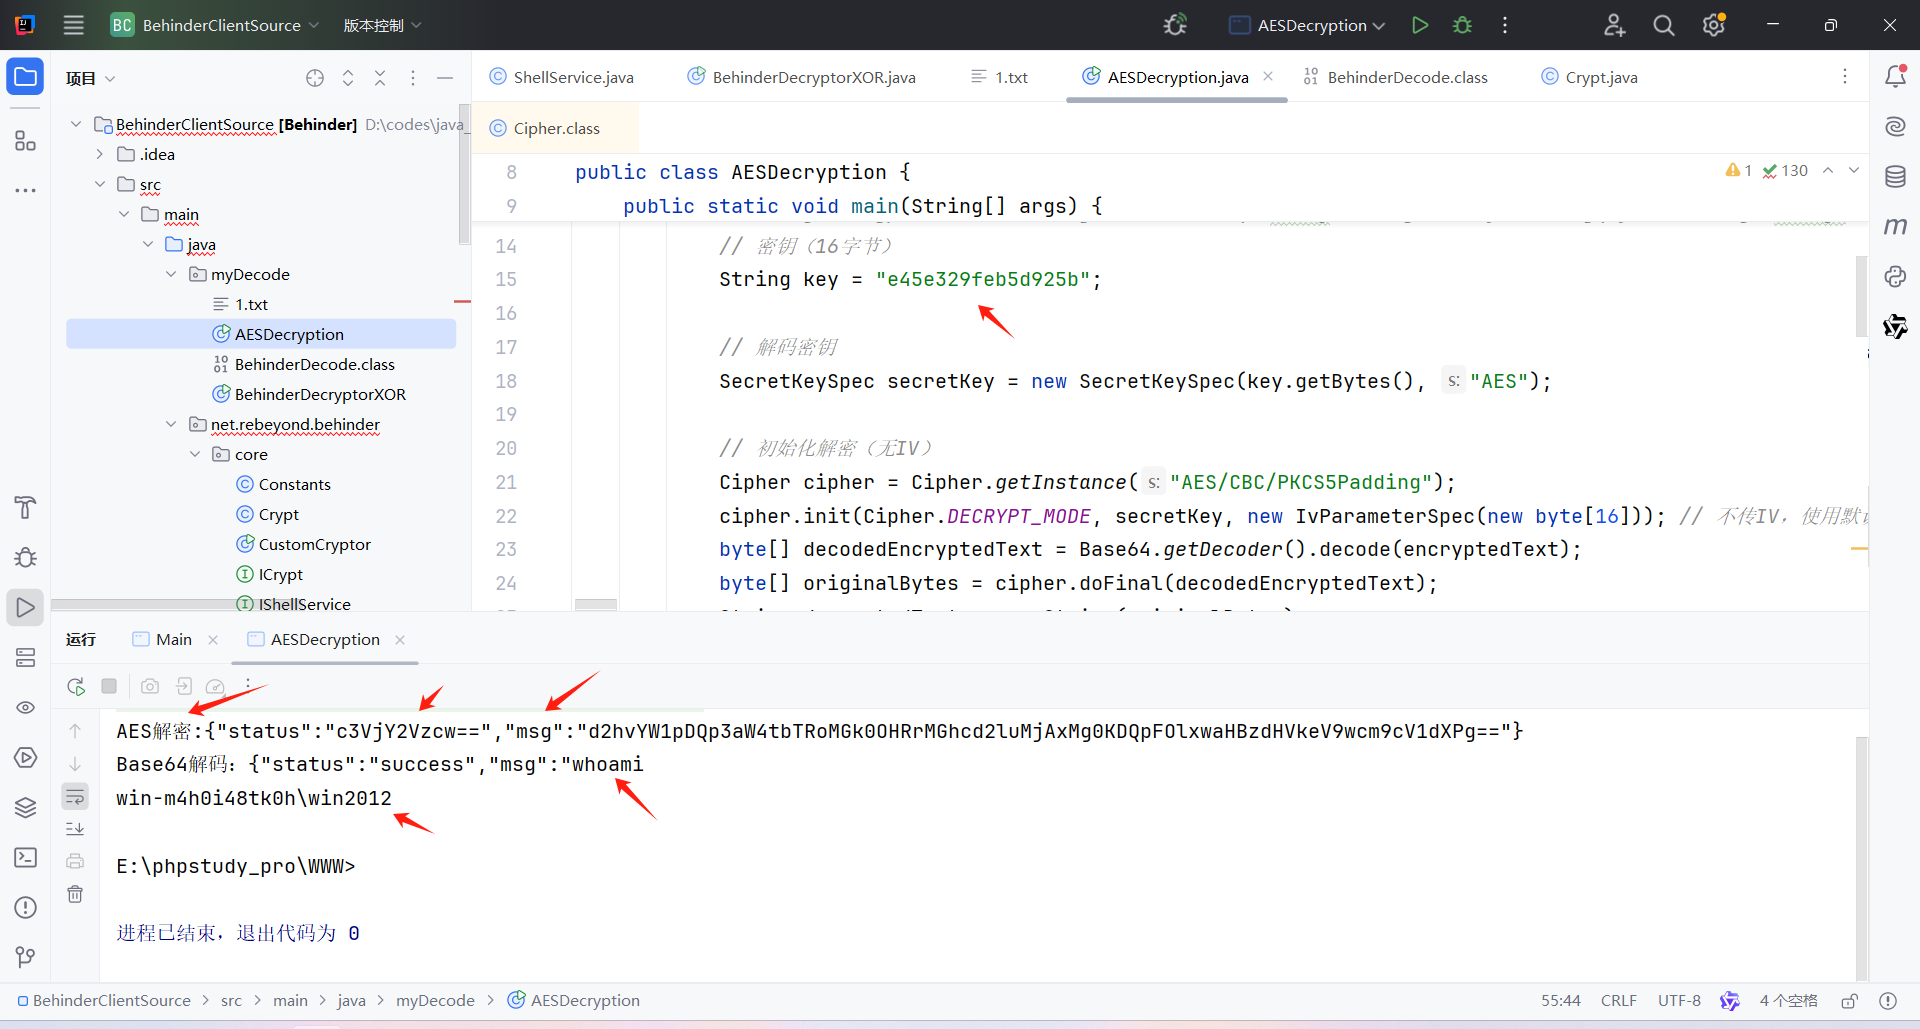 BC BehinderClientSource 版本控制 AESDecryption
项目
ShellService.java BehinderDecryptorXOR.java 1.txt AESDecryption.java BehinderDecode.class Crypt.java
Cipher.class
BehinderClientSource [Behinder] D:\codes\java_
.idea
src
main
java
myDecode
1.txt
AESDecryption
BehinderDecode.class
BehinderDecryptorXOR
net.rebeyond.behinder
core
Constants
Crypt
CustomCryptor
ICrypt
IShellService
1 130
8 public class AESDecryption {
9 public static void main(String[] args) {
14 // 密钥（16字节）
15 String key = "e45e329feb5d925b";
16
17 // 解码密钥
18 SecretKeySpec secretKey = new SecretKeySpec(key.getBytes(), s: "AES");
19
20 // 初始化解密（无IV）
21 Cipher cipher = Cipher.getInstance( s: "AES/CBC/PKCS5Padding");
22 cipher.init(Cipher.DECRYPT_MODE, secretKey, new IvParameterSpec(new byte[16])); // 不传IV，使用默
23 byte[] decodedEncryptedText = Base64.getDecoder().decode(encryptedText);
24 byte[] originalBytes = cipher.doFinal(decodedEncryptedText);
运行 Main AESDecryption
AES解密:{"status":"c3VjY2Vzcw==","msg":"d2hvYW1pDQp3aW4tbTRoMGk0OHRrMGhcd2luMjAxMg0KDQpFOlxwaHBzdHVkeV9wcm9cV1dXPg=="}
Base64解码：{"status":"success","msg":"whoami
win-m4h0i48tk0h\win2012
E:\phpstudy_pro\WWW>
进程已结束，退出代码为 0
BehinderClientSource > src > main > java > myDecode > AESDecryption
55:44 CRLF UTF-8 4 个空格